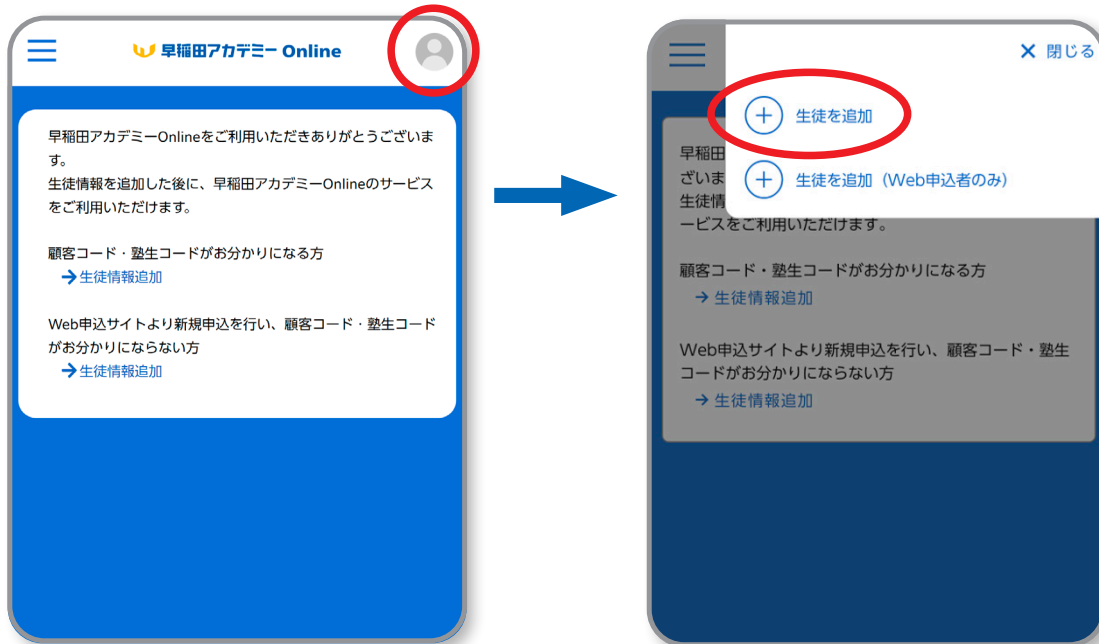 早稲田アカデミー Online
早稲田アカデミーOnlineをご利用いただきありがとうございま
す。
生徒情報を追加した後に、早稲田アカデミーOnlineのサービス
をご利用いただけます。
顧客コード・塾生コードがお分かりになる方
→生徒情報追加
Web申込サイトより新規申込を行い、顧客コード・塾生コード
がお分かりにならない方
→生徒情報追加
× 閉じる
+ 生徒を追加
+ 生徒を追加（Web申込者のみ）
早稲田
ざいま
生徒情
ービスをご利用いただけます。
顧客コード・塾生コードがお分かりになる方
→ 生徒情報追加
Web申込サイトより新規申込を行い、顧客コード・塾生
コードがお分かりにならない方
→ 生徒情報追加